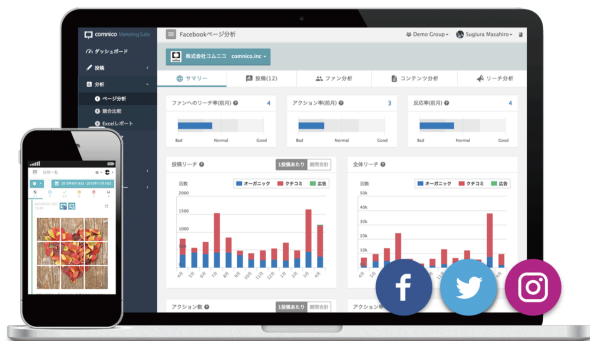 comnico Marketing Suite
Facebookページ分析
Demo Group
Sugiura Masahiro
ダッシュボード
株式会社コムニコ comnico.inc
投稿
サマリー
投稿(12)
ファン分析
コンテンツ分析
リーチ分析
分析
ページ分析
競合比較
Excelレポート
ファンへのリーチ率(前月)
4
アクション率(前月)
3
反応率(前月)
4
Bad
Normal
Good
Bad
Normal
Good
Bad
Normal
Good
投稿リーチ
1投稿あたり
期間合計
全体リーチ
回数
オーガニック
クチコミ
広告
回数
オーガニック
クチコミ
広告
2000
1500
1000
50k
40k
30k
20k
10k
アクション数
1投稿あたり
期間合計